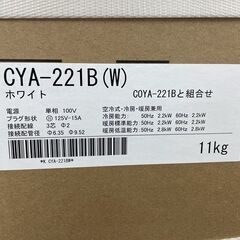 CYA-221B(W)
ホワイト COYA-221Bと組合せ
電源 単相 100V
プラグ形状 125V-15A
接続配線 3芯 Φ2
接続配管径 Φ6.35 Φ9.52
空冷式・冷房・暖房兼用
冷房能力 50Hz 2.2kW 60Hz 2.2kW
暖房標準能力 50Hz 2.2kW 60Hz 2.2kW
暖房低温能力 50Hz 2.8kW 60Hz 2.8kW
*K CYA-221B#*
11kg